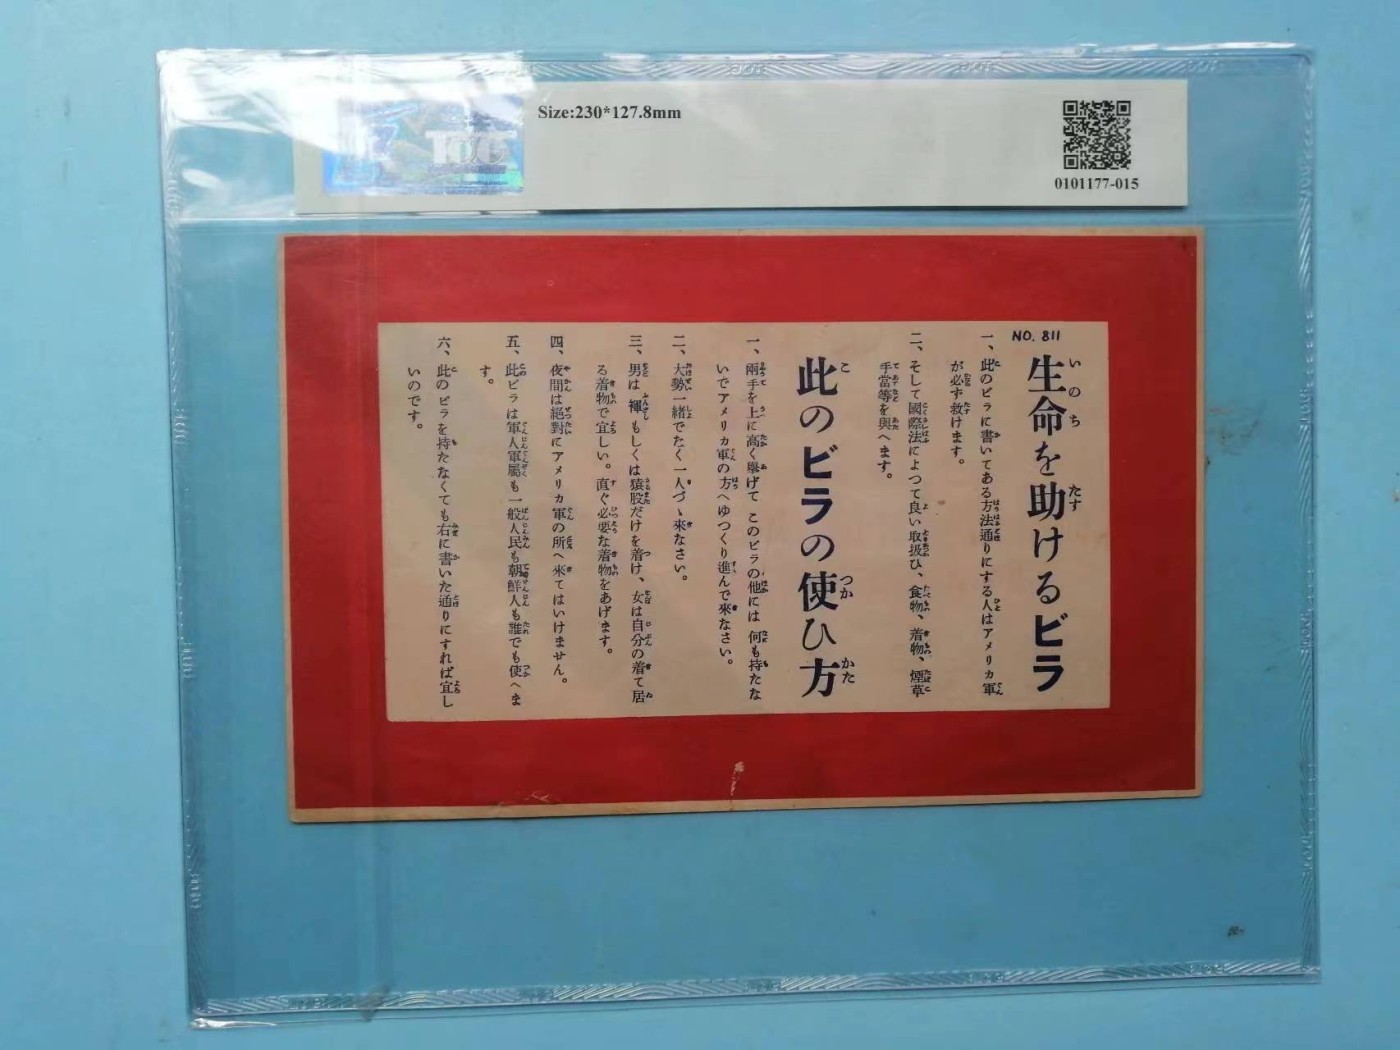 Size:230*127.8mm
0101177-015
NO. 811
生命を助けるビラ
一、此のビラに書いてある方法通りにする人はアメリカ軍
が必ず救けます。
二、そして國際法によつて良い取扱ひ、食物、着物、煙草
手當等を與へます。
此のビラの使ひ方
一、兩手を上に高く擧げて このビラの他には 何も持たな
いでアメリカ軍の方へゆつくり進んで來なさい。
二、大勢一緒でなく一人づゝ來なさい。
三、男は 褌 もしくは猿股だけを着け、女は自分の着て居
る着物で宜しい。直ぐ必要な着物をあげます。
四、夜間は絕對にアメリカ軍の所へ來てはいけません。
五、此ビラは軍人軍屬も一般人民も朝鮮人も誰でも使へま
す。
六、此のビラを持たなくても右に書いた通りにすれば宜し
いのです。